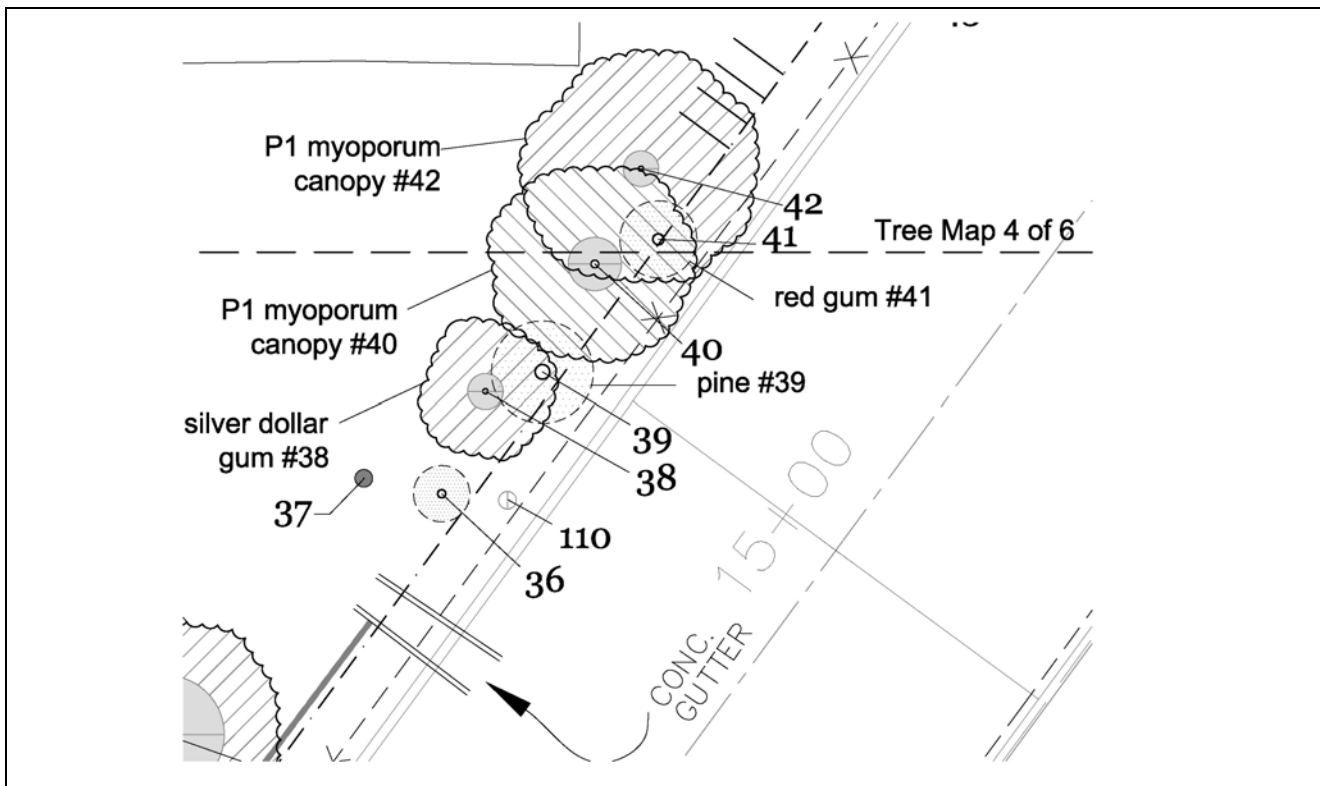 P1 myoporum
canopy #42
42
41
Tree Map 4 of 6
red gum #41
P1 myoporum
canopy #40
40
pine #39
silver dollar
gum #38
39
38
37
110
36
15+00
CONC.
GUTTER